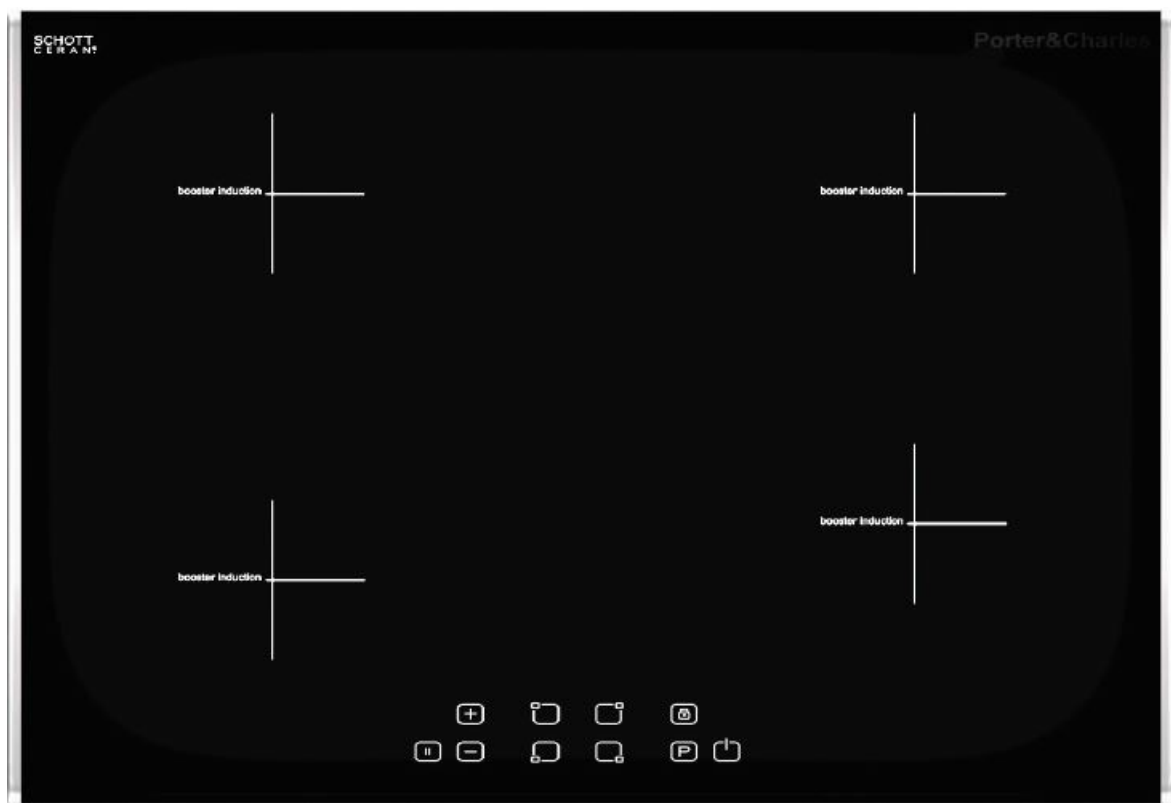 SCHOTT
CERAN®
Porter&Charles
booster induction
booster induction
booster induction
booster induction
P